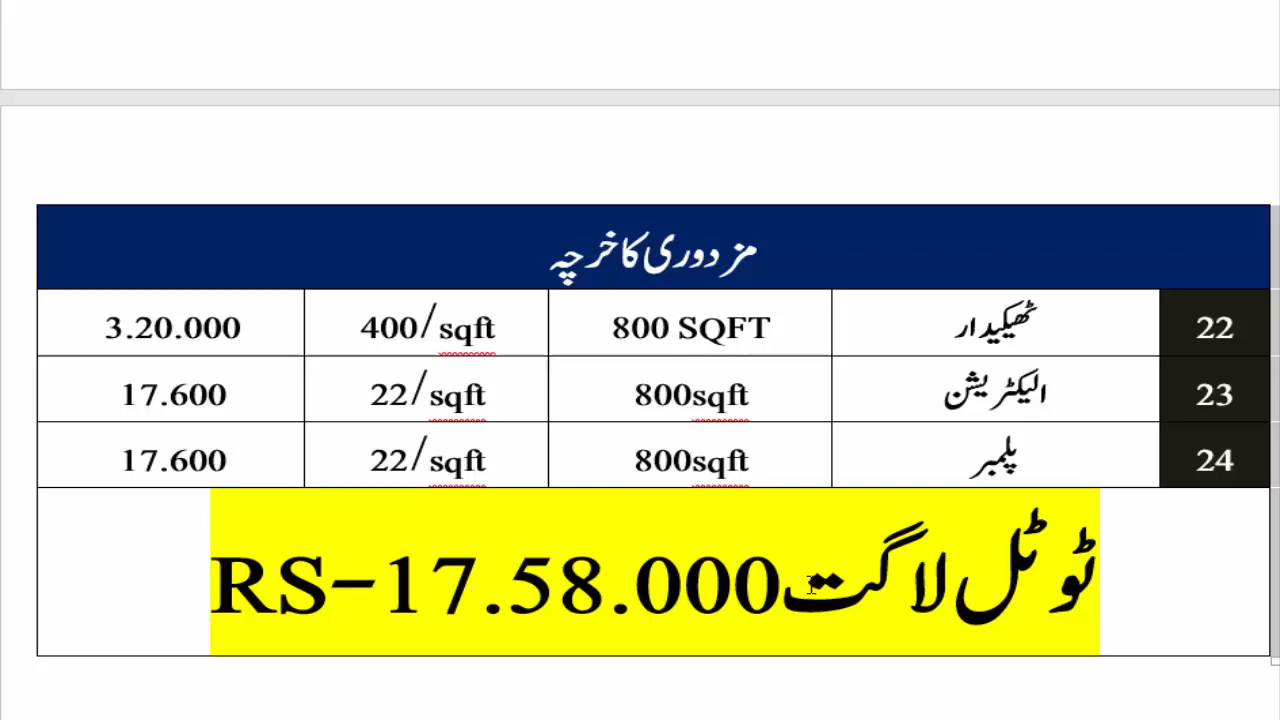 مزدوری کا خرچہ
22 ٹھیکیدار 800 SQFT 400/sqft 3.20.000
23 الیکٹریشن 800sqft 22/sqft 17.600
24 پلمبر 800sqft 22/sqft 17.600
ٹوٹل لاگت RS-17.58.000